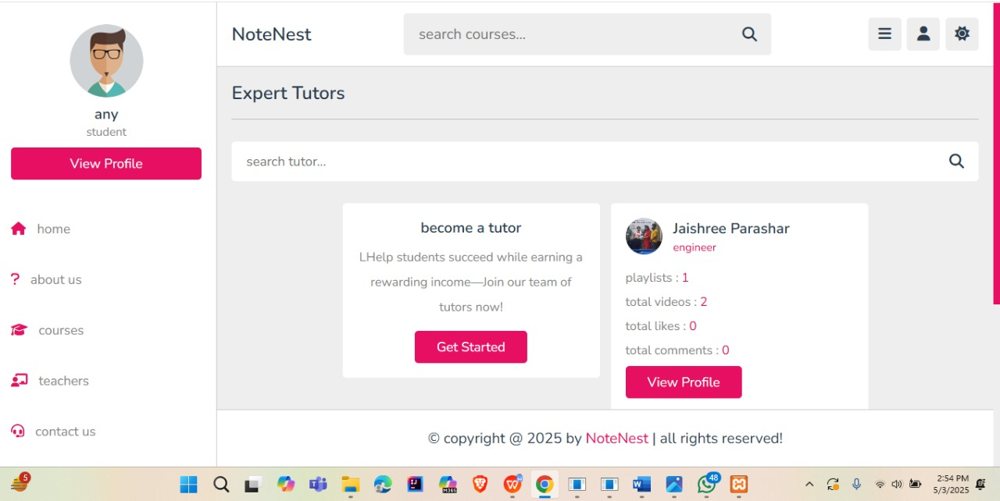 any
student
View Profile
home
? about us
courses
teachers
contact us
NoteNest
search courses...
Expert Tutors
search tutor...
become a tutor
LHelp students succeed while earning a
rewarding income—Join our team of
tutors now!
Get Started
Jaishree Parashar
engineer
playlists : 1
total videos : 2
total likes : 0
total comments : 0
View Profile
© copyright @ 2025 by NoteNest | all rights reserved!
5
M365
48
2:54 PM
5/3/2025